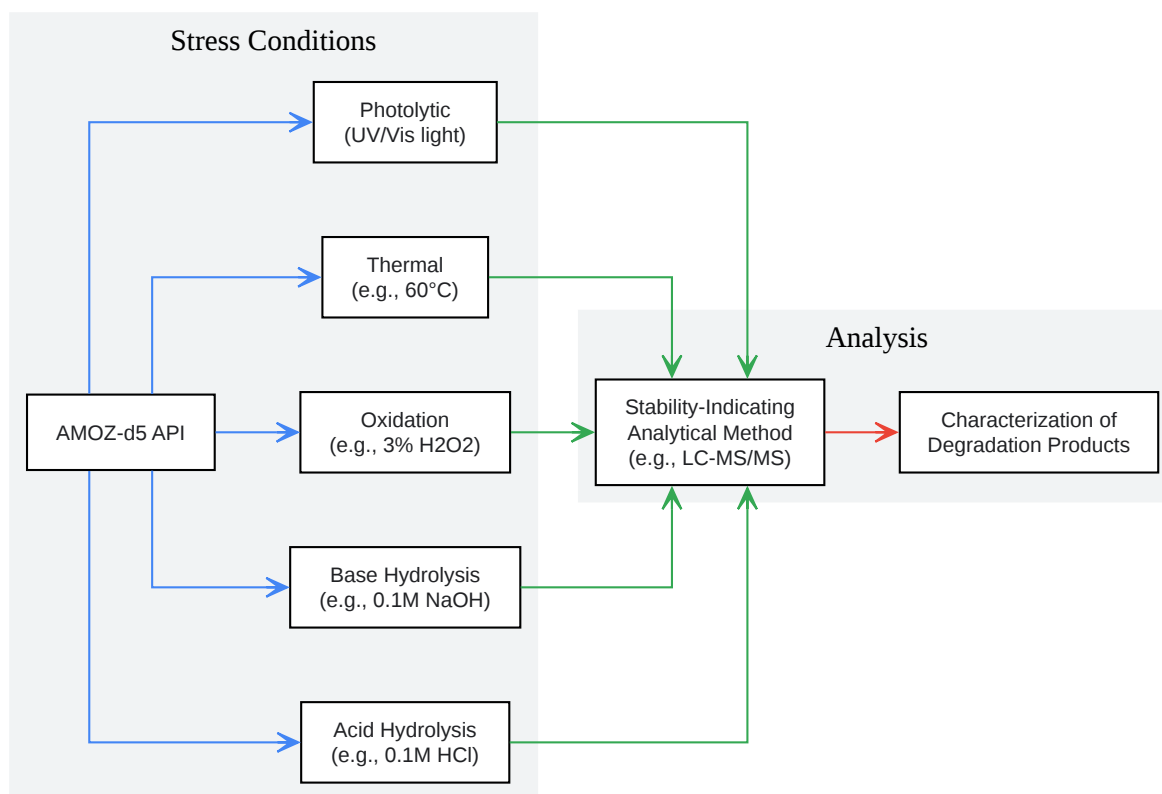 Stress Conditions
Photolytic
(UV/Vis light)
Thermal
(e.g., 60°C)
Analysis
AMOZ-d5 API
Oxidation
(e.g., 3% H2O2)
Stability-Indicating
Analytical Method
(e.g., LC-MS/MS)
Characterization of
Degradation Products
Base Hydrolysis
(e.g., 0.1M NaOH)
Acid Hydrolysis
(e.g., 0.1M HCl)